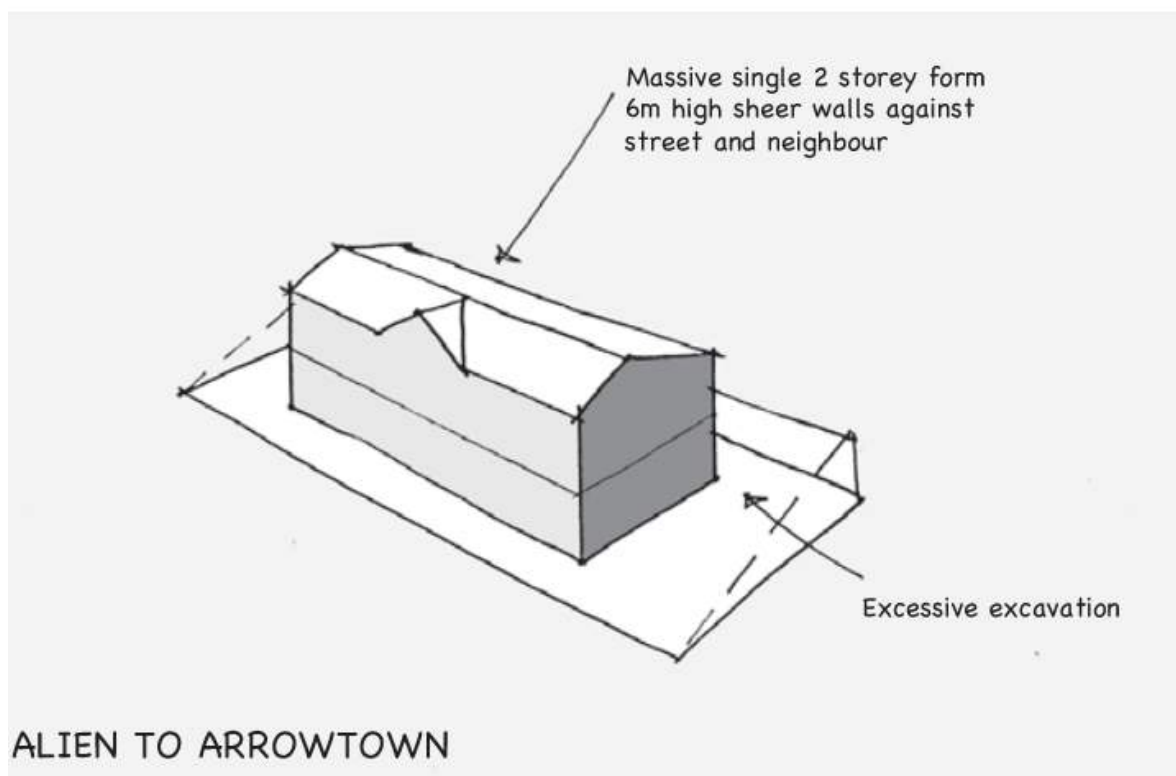 Massive single 2 storey form
6m high sheer walls against
street and neighbour
Excessive excavation
ALIEN TO ARROWTOWN